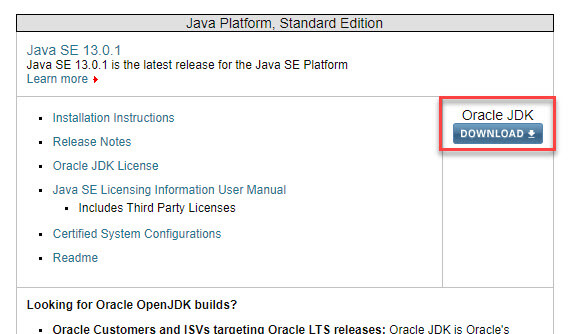 Java Platform, Standard Edition
Java SE 13.0.1
Java SE 13.0.1 is the latest release for the Java SE Platform
Learn more
Installation Instructions
Release Notes
Oracle JDK License
Java SE Licensing Information User Manual
Includes Third Party Licenses
Certified System Configurations
Readme
Oracle JDK
DOWNLOAD
Looking for Oracle OpenJDK builds?
Oracle Customers and ISVs targeting Oracle LTS releases: Oracle JDK is Oracle's